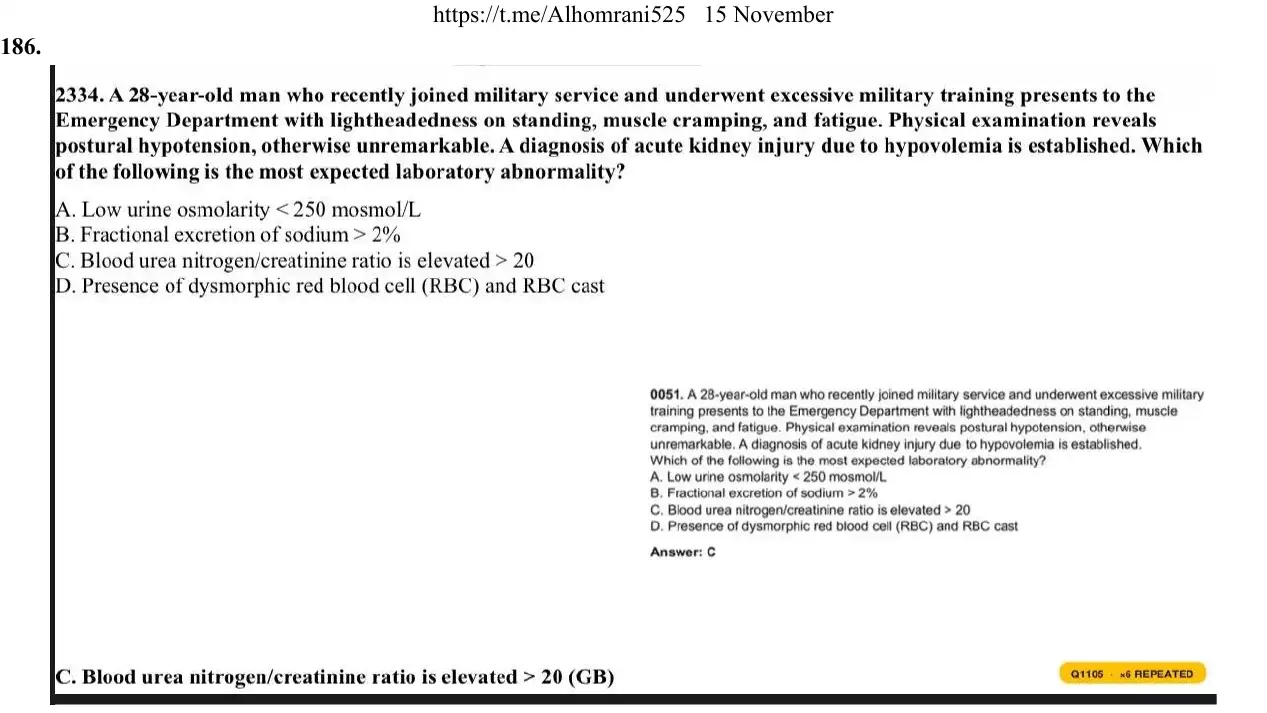 https://t.me/Alhomrani525 15 November
186.
2334. A 28-year-old man who recently joined military service and underwent excessive military training presents to the
Emergency Department with lightheadedness on standing, muscle cramping, and fatigue. Physical examination reveals
postural hypotension, otherwise unremarkable. A diagnosis of acute kidney injury due to hypovolemia is established. Which
of the following is the most expected laboratory abnormality?
A. Low urine osmolarity < 250 mosmol/L
B. Fractional excretion of sodium > 2%
C. Blood urea nitrogen/creatinine ratio is elevated > 20
D. Presence of dysmorphic red blood cell (RBC) and RBC cast
0051. A 28-year-old man who recently joined military service and underwent excessive military
training presents to the Emergency Department with lightheadedness on standing, muscle
cramping, and fatigue. Physical examination reveals postural hypotension, otherwise
unremarkable. A diagnosis of acute kidney injury due to hypovolemia is established.
Which of the following is the most expected laboratory abnormality?
A. Low urine osmolarity < 250 mosmol/L
B. Fractional excretion of sodium > 2%
C. Blood urea nitrogen/creatinine ratio is elevated > 20
D. Presence of dysmorphic red blood cell (RBC) and RBC cast
Answer: C
C. Blood urea nitrogen/creatinine ratio is elevated > 20 (GB)
Q1105 · ×6 REPEATED